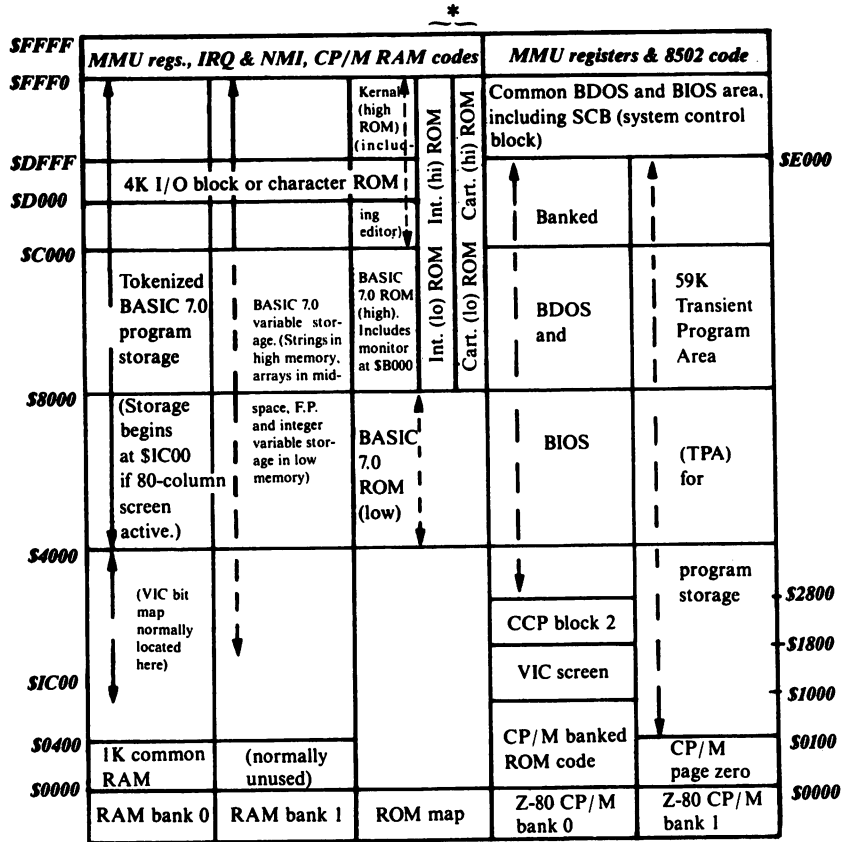 *
$FFFF
MMU regs., IRQ & NMI, CP/M RAM codes
MMU registers & 8502 code
$FFF0
Kernal
(high
ROM)
(includ-
Int. (hi) ROM
Cart. (hi) ROM
Common BDOS and BIOS area,
including SCB (system control
block)
$DFFF
$E000
4K I/O block or character ROM
$D000
ing
editor)
Banked
$C000
Tokenized
BASIC 7.0
program
storage
BASIC 7.0
variable stor-
age. (Strings in
high memory,
arrays in mid-
BASIC
7.0 ROM
(high).
Includes
monitor
at $B000
Int. (lo) ROM
Cart. (lo) ROM
BDOS
and
59K
Transient
Program
Area
$8000
(Storage
begins
at $1C00
if 80-column
screen
active.)
space, F.P.
and integer
variable stor-
age in low
memory)
BASIC
7.0
ROM
(low)
BIOS
(TPA)
for
$4000
(VIC bit
map
normally
located
here)
program
storage
$2800
CCP block 2
$1800
VIC screen
$1C00
$1000
$0400
1K common
RAM
(normally
unused)
CP/M banked
ROM code
$0100
CP/M
page zero
$0000
$0000
RAM bank 0
RAM bank 1
ROM map
Z-80 CP/M
bank 0
Z-80 CP/M
bank 1